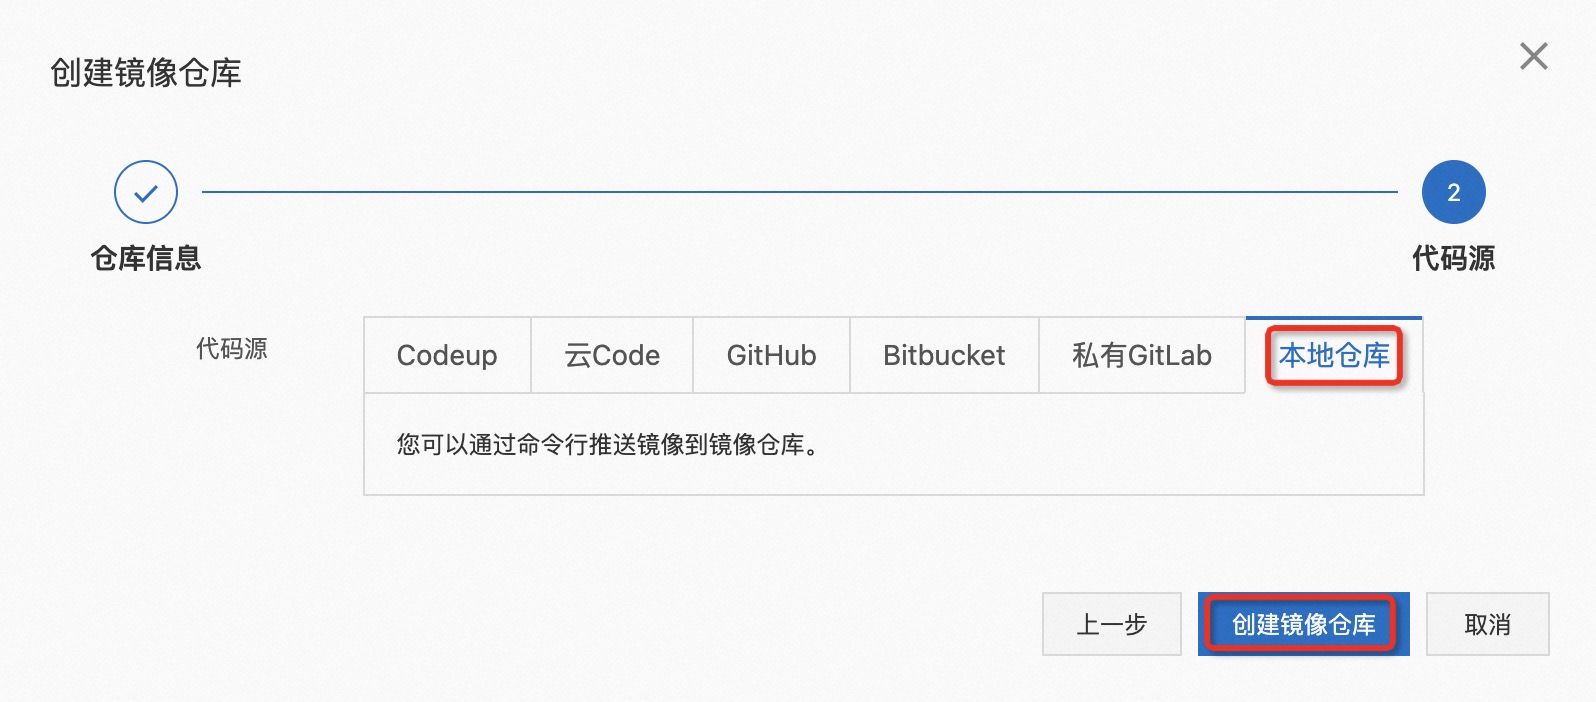 创建镜像仓库
2
仓库信息
代码源
代码源
Codeup 云Code GitHub Bitbucket 私有GitLab 本地仓库
您可以通过命令行推送镜像到镜像仓库。
上一步 创建镜像仓库 取消